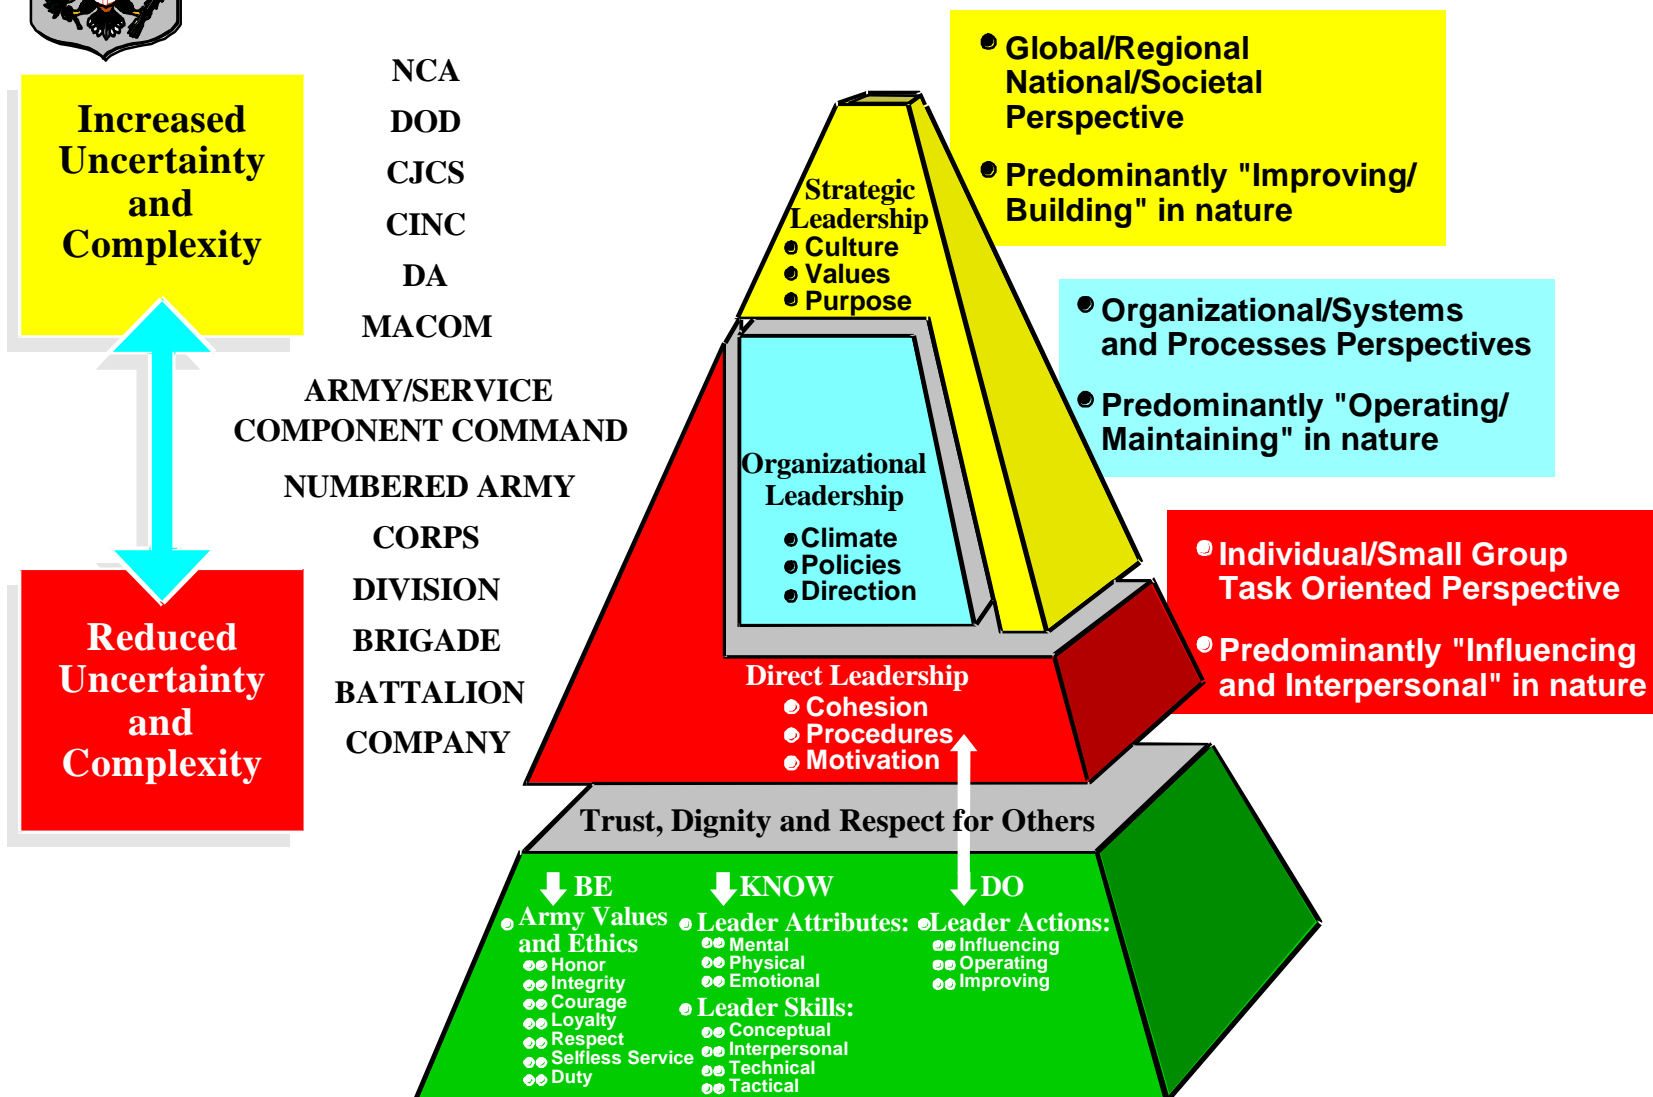 Increased
Uncertainty
and
Complexity
Reduced
Uncertainty
and
Complexity
NCA
DOD
CJCS
CINC
DA
MACOM
ARMY/SERVICE
COMPONENT COMMAND
NUMBERED ARMY
CORPS
DIVISION
BRIGADE
BATTALION
COMPANY
Strategic
Leadership
Culture
Values
Purpose
Organizational
Leadership
Climate
Policies
Direction
Direct Leadership
Cohesion
Procedures
Motivation
Trust, Dignity and Respect for Others
BE
Army Values
and Ethics
Honor
Integrity
Courage
Loyalty
Respect
Selfless Service
Duty
KNOW
Leader Attributes:
Mental
Physical
Emotional
Leader Skills:
Conceptual
Interpersonal
Technical
Tactical
DO
Leader Actions:
Influencing
Operating
Improving
Global/Regional
National/Societal
Perspective
Predominantly "Improving/
Building" in nature
Organizational/Systems
and Processes Perspectives
Predominantly "Operating/
Maintaining" in nature
Individual/Small Group
Task Oriented Perspective
Predominantly "Influencing
and Interpersonal" in nature